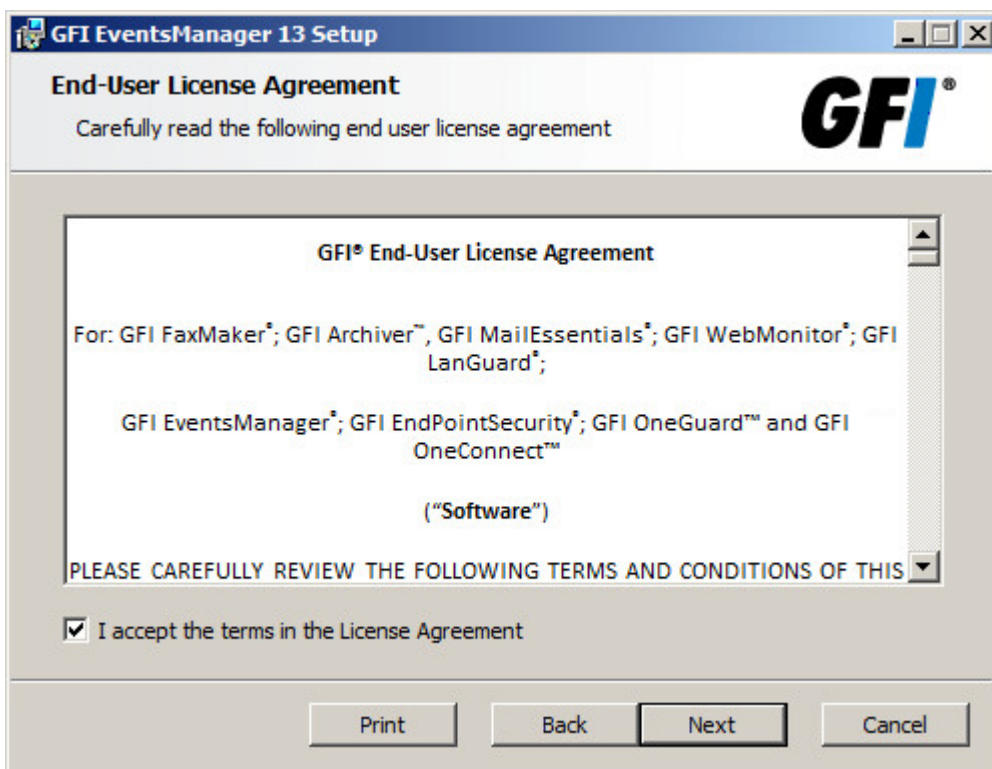 GFI EventsManager 13 Setup
End-User License Agreement
Carefully read the following end user license agreement
GFI®
GFI® End-User License Agreement
For: GFI FaxMaker®; GFI Archiver™, GFI MailEssentials®; GFI WebMonitor®; GFI
LanGuard®;
GFI EventsManager®; GFI EndPointSecurity®; GFI OneGuard™ and GFI
OneConnect™
(“Software”)
PLEASE CAREFULLY REVIEW THE FOLLOWING TERMS AND CONDITIONS OF THIS
I accept the terms in the License Agreement
Print Back Next Cancel